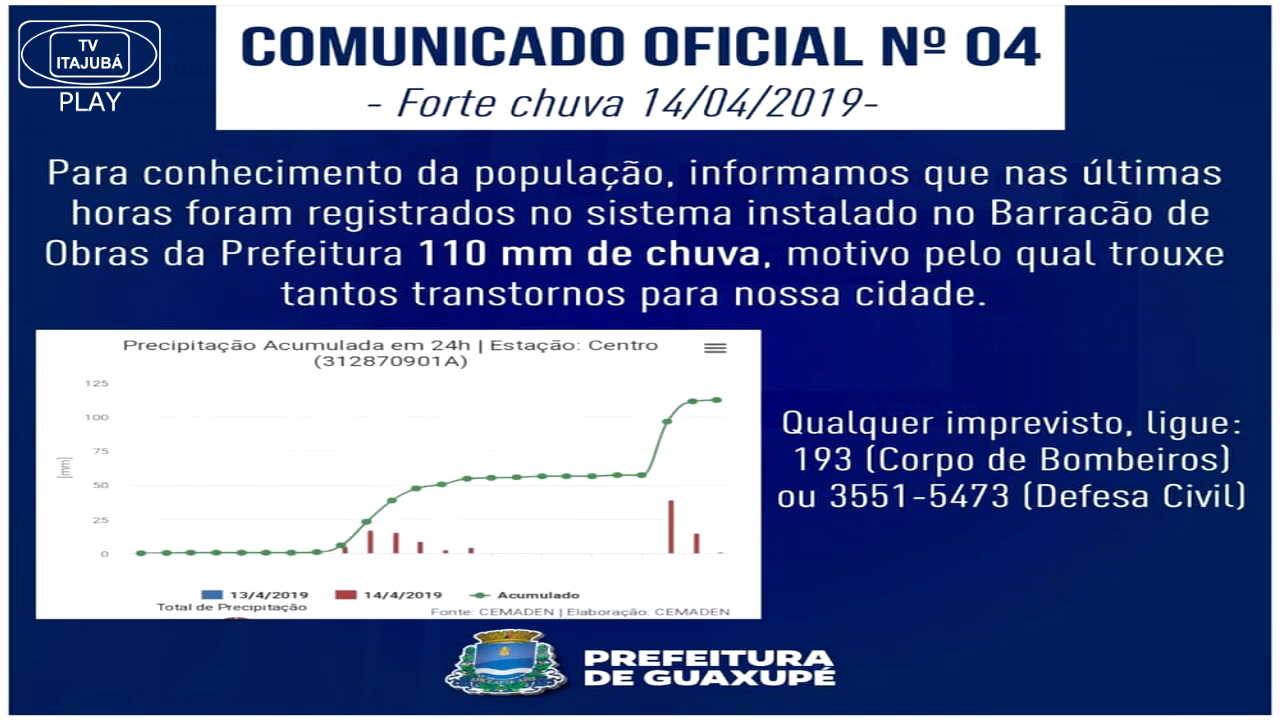 TV
ITAJUBÁ
PLAY
COMUNICADO OFICIAL Nº 04
- Forte chuva 14/04/2019-
Para conhecimento da população, informamos que nas últimas
horas foram registrados no sistema instalado no Barracão de
Obras da Prefeitura 110 mm de chuva, motivo pelo qual trouxe
tantos transtornos para nossa cidade.
Precipitação Acumulada em 24h | Estação: Centro
(312870901A)
125
100
75
50
25
0
[mm]
13/4/2019 14/4/2019 Acumulado
Total de Precipitação
Fonte: CEMADEN | Elaboração: CEMADEN
Qualquer imprevisto, ligue:
193 (Corpo de Bombeiros)
ou 3551-5473 (Defesa Civil)
PREFEITURA
DE GUAXUPÉ